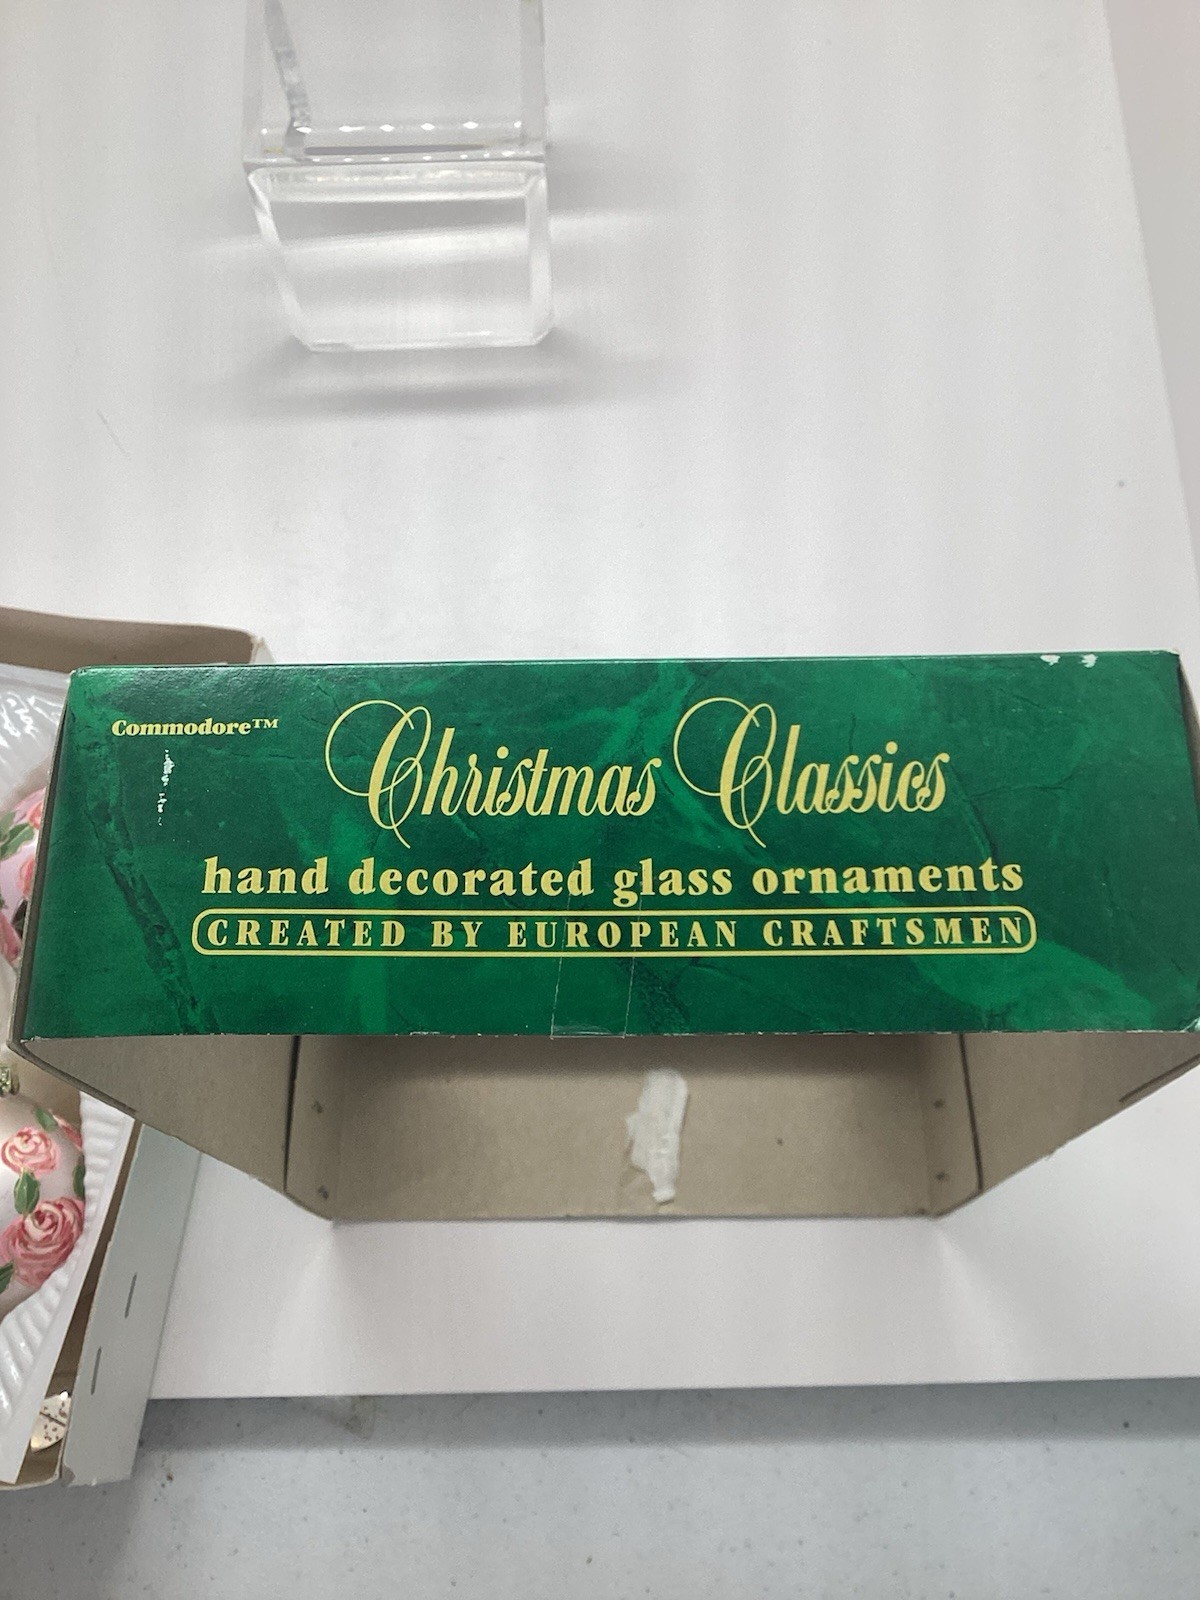 Commodore™
Christmas Classics
hand decorated glass ornaments
CREATED BY EUROPEAN CRAFTSMEN